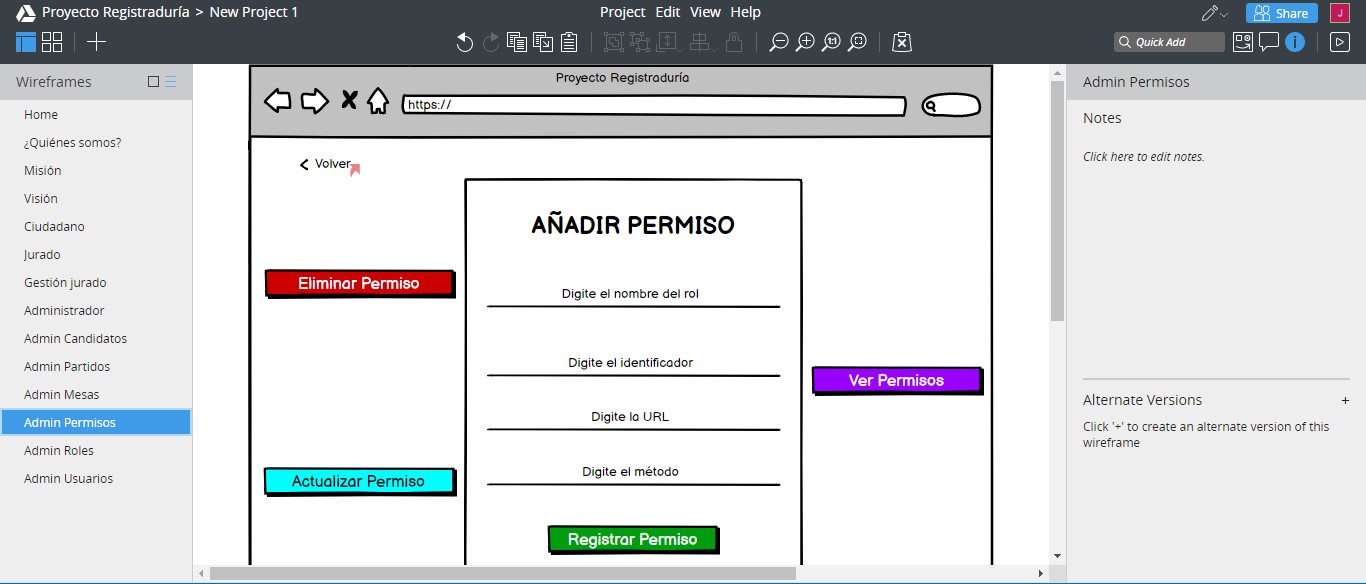 Proyecto Registraduría > New Project 1
Project Edit View Help
Share
J
1:1
Quick Add
i
Wireframes
Home
¿Quiénes somos?
Misión
Visión
Ciudadano
Jurado
Gestión jurado
Administrador
Admin Candidatos
Admin Partidos
Admin Mesas
Admin Permisos
Admin Roles
Admin Usuarios
Proyecto Registraduría
https://
< Volver
AÑADIR PERMISO
Eliminar Permiso
Digite el nombre del rol
Digite el identificador
Ver Permisos
Digite la URL
Digite el método
Actualizar Permiso
Registrar Permiso
Admin Permisos
Notes
Click here to edit notes.
Alternate Versions +
Click '+' to create an alternate version of this
wireframe